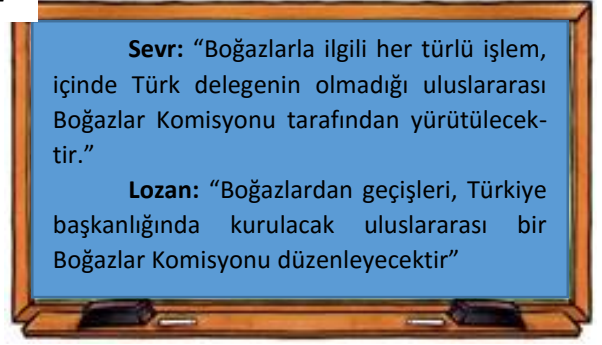 Sevr: “Boğazlarla ilgili her türlü işlem,
içinde Türk delegenin olmadığı uluslararası
Boğazlar Komisyonu tarafından yürütülecek-
tir.”
Lozan: “Boğazlardan geçişleri, Türkiye
başkanlığında kurulacak uluslararası bir
Boğazlar Komisyonu düzenleyecektir”